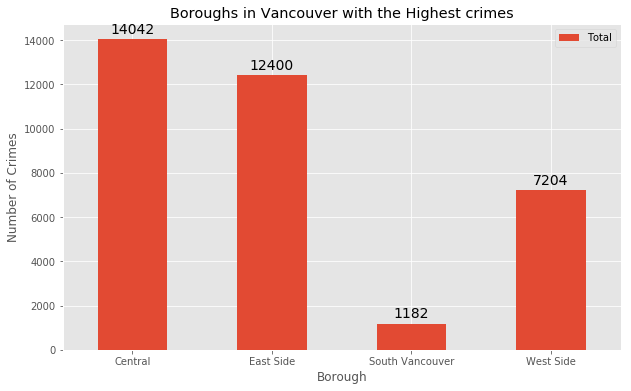 Boroughs in Vancouver with the Highest crimes
14042
Total
12400
7204
1182
14000
12000
10000
8000
6000
4000
2000
0
Number of Crimes
Central
East Side
South Vancouver
West Side
Borough